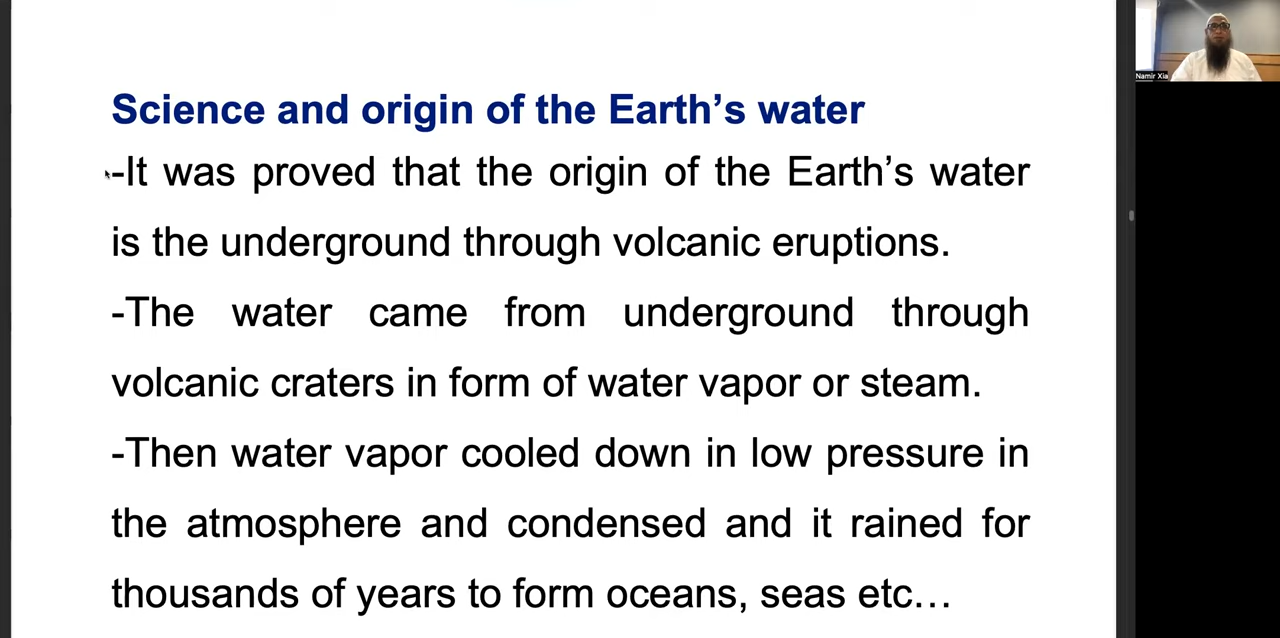 Science and origin of the Earth’s water
-It was proved that the origin of the Earth’s water
is the underground through volcanic eruptions.
-The water came from underground through
volcanic craters in form of water vapor or steam.
-Then water vapor cooled down in low pressure in
the atmosphere and condensed and it rained for
thousands of years to form oceans, seas etc…
Namir Xia